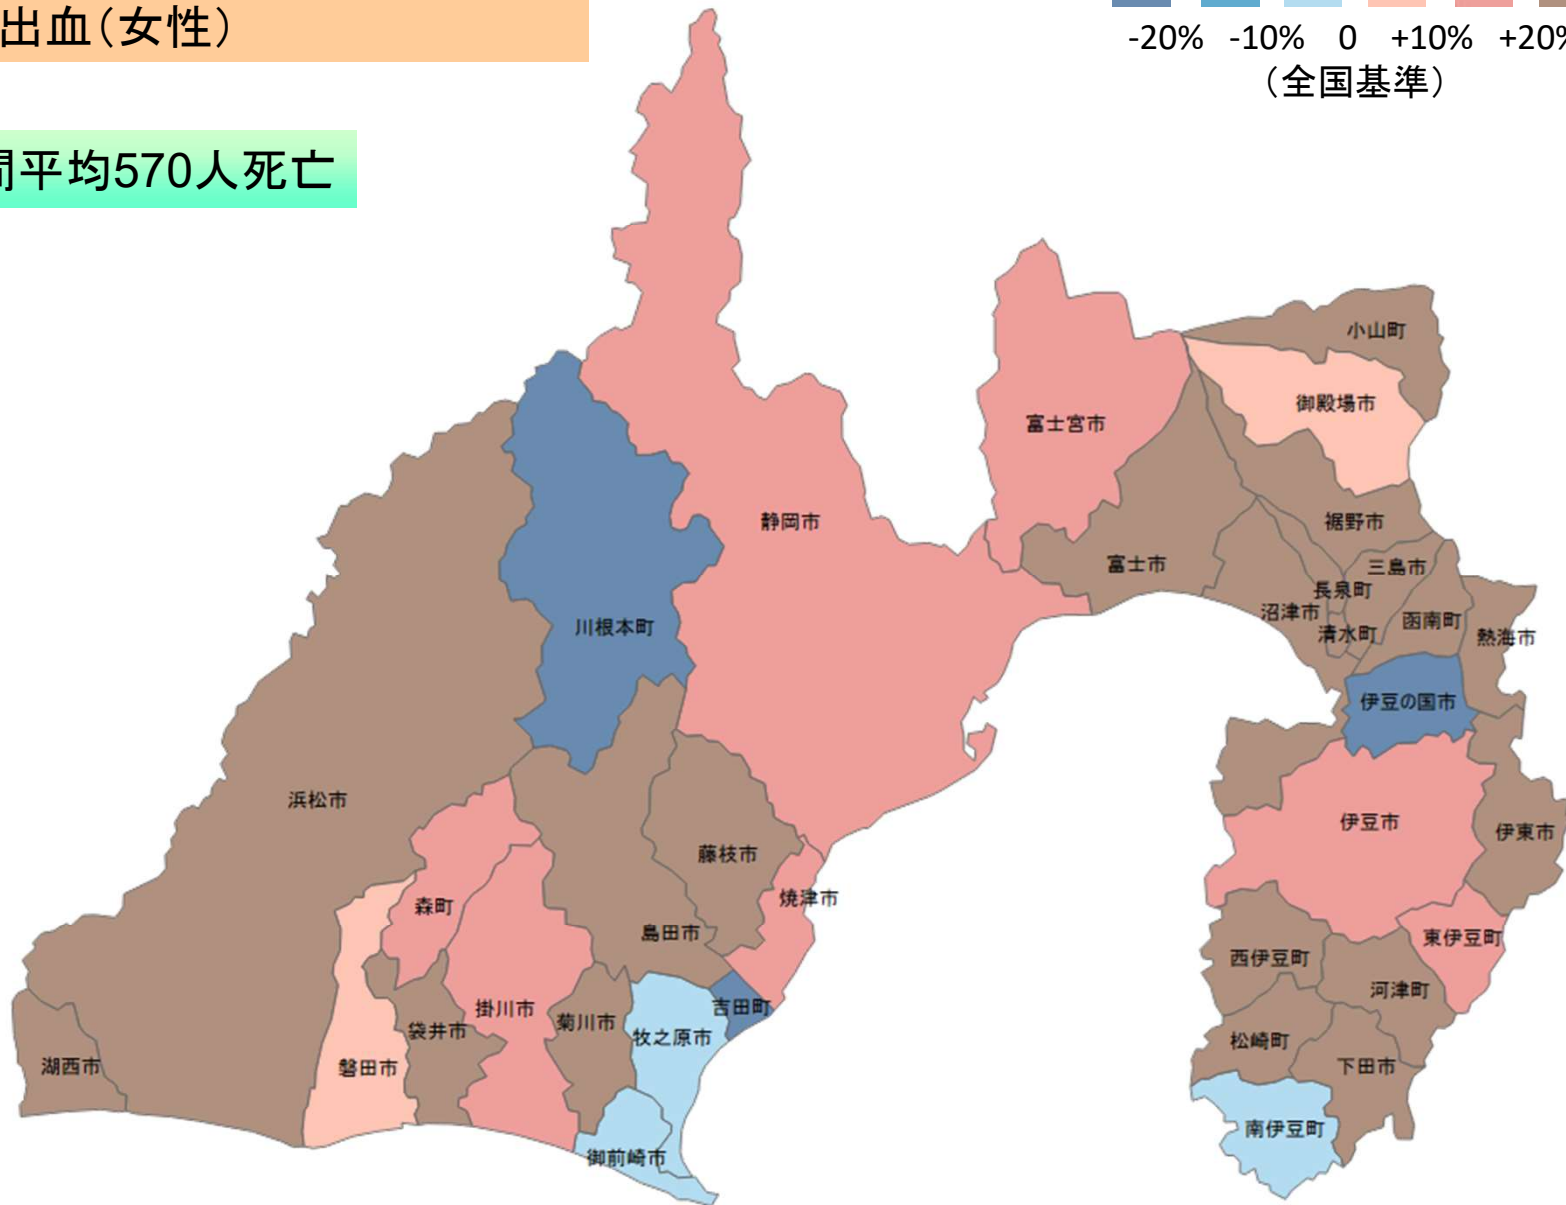 出血(女性)
-20% -10% 0 +10% +20%
(全国基準)
間平均570人死亡
小山町
御殿場市
富士宮市
静岡市
裾野市
富士市
三島市
長泉町
沼津市
函南町
川根本町
清水町
熱海市
伊豆の国市
浜松市
伊豆市
伊東市
藤枝市
焼津市
森町
島田市
東伊豆町
西伊豆町
河津町
掛川市
吉田町
菊川市
袋井市
牧之原市
松崎町
湖西市
磐田市
下田市
南伊豆町
御前崎市